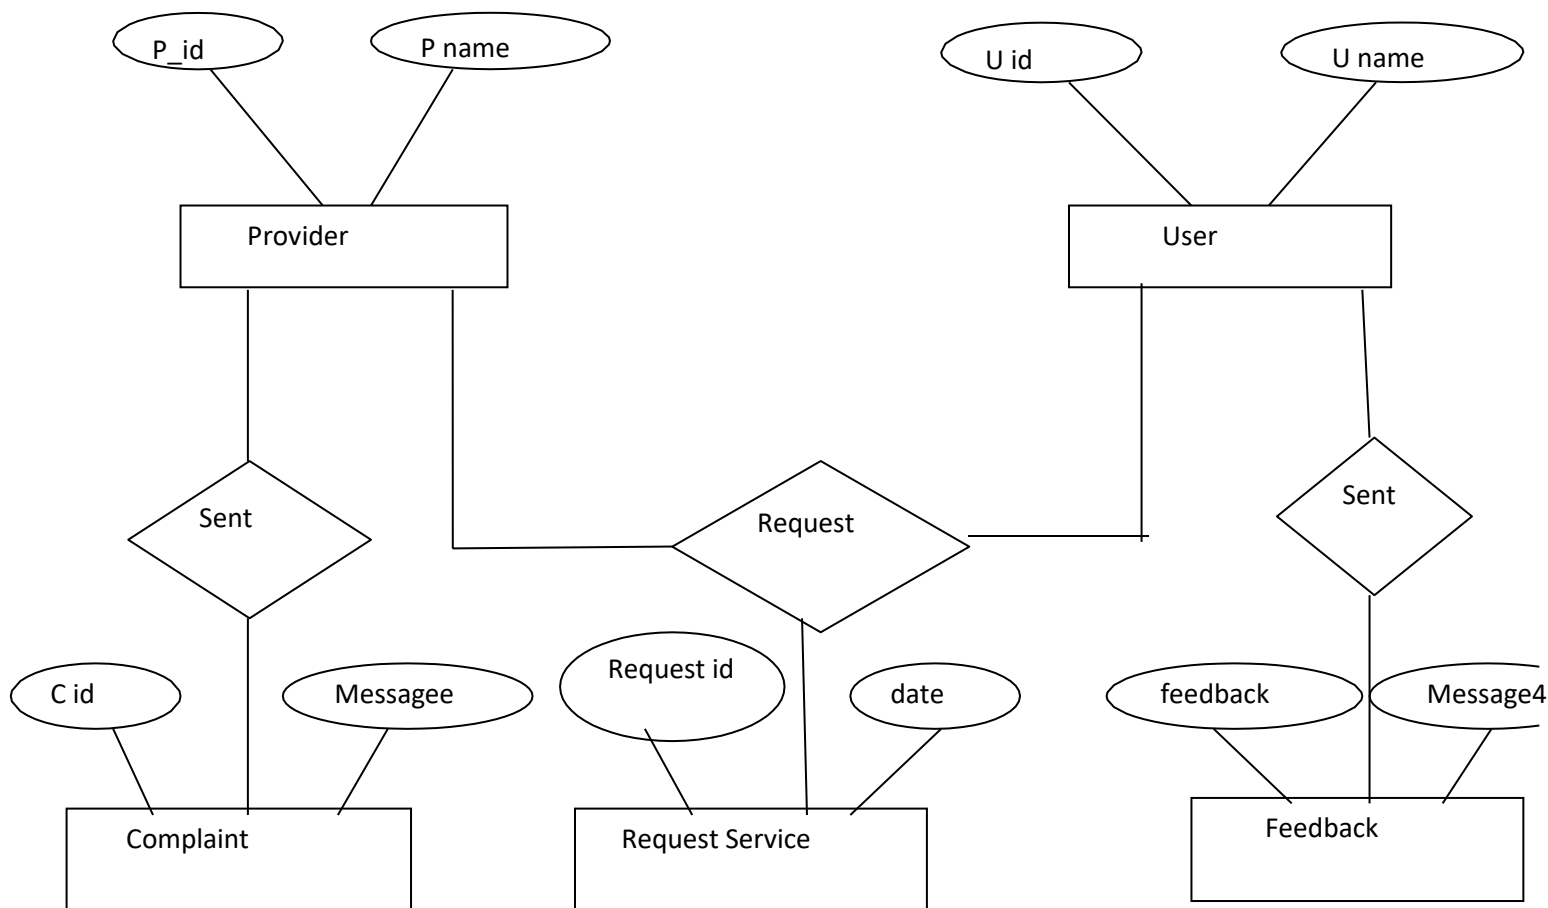 P_id
P name
U id
U name
Provider
User
Sent
Request
Sent
C id
Messagee
Request id
date
feedback
Message4
Complaint
Request Service
Feedback